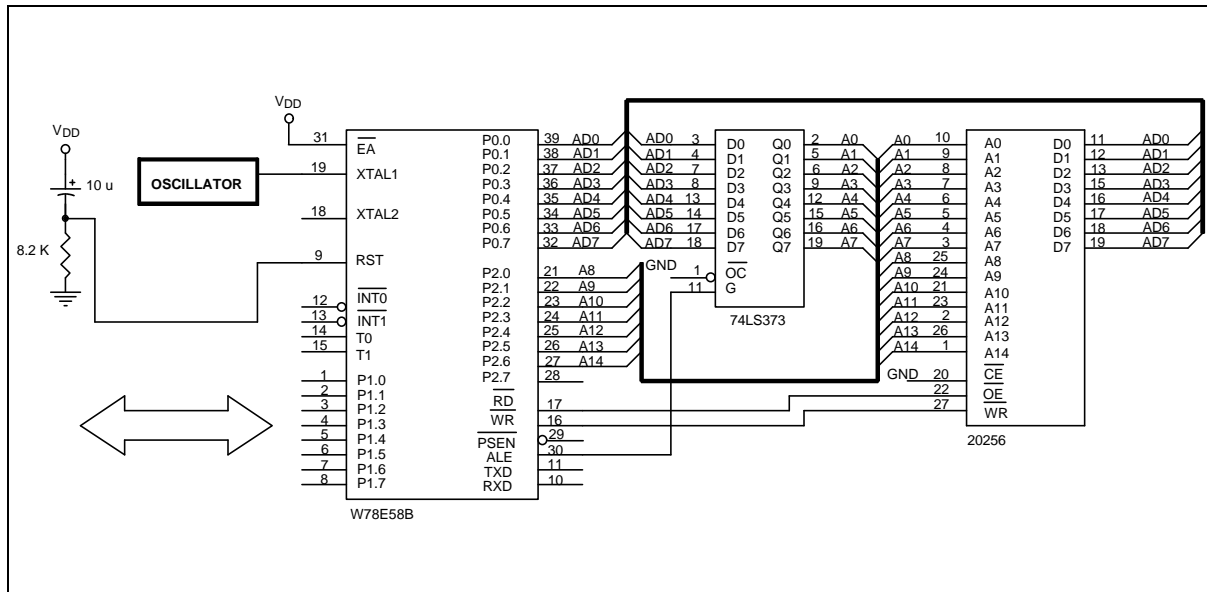 VDD
10 u
8.2 K
OSCILLATOR
VDD
31 EA
19 XTAL1
18 XTAL2
9 RST
12 INT0
13 INT1
14 T0
15 T1
1 P1.0
2 P1.1
3 P1.2
4 P1.3
5 P1.4
6 P1.5
7 P1.6
8 P1.7
P0.0 39 AD0
P0.1 38 AD1
P0.2 37 AD2
P0.3 36 AD3
P0.4 35 AD4
P0.5 34 AD5
P0.6 33 AD6
P0.7 32 AD7
P2.0 21 A8
P2.1 22 A9
P2.2 23 A10
P2.3 24 A11
P2.4 25 A12
P2.5 26 A13
P2.6 27 A14
P2.7 28
RD 17
WR 16
PSEN 29
ALE 30
TXD 11
RXD 10
W78E58B
AD0 3 D0 Q0 2 A0
AD1 4 D1 Q1 5 A1
AD2 7 D2 Q2 6 A2
AD3 8 D3 Q3 9 A3
AD4 13 D4 Q4 12 A4
AD5 14 D5 Q5 15 A5
AD6 17 D6 Q6 16 A6
AD7 18 D7 Q7 19 A7
GND 1 OC
11 G
74LS373
A0 10 A0
A1 9 A1
A2 8 A2
A3 7 A3
A4 6 A4
A5 5 A5
A6 4 A6
A7 3 A7
A8 25 A8
A9 24 A9
A10 21 A10
A11 23 A11
A12 2 A12
A13 26 A13
A14 1 A14
GND 20 CE
22 OE
27 WR
D0 11 AD0
D1 12 AD1
D2 13 AD2
D3 15 AD3
D4 16 AD4
D5 17 AD5
D6 18 AD6
D7 19 AD7
20256